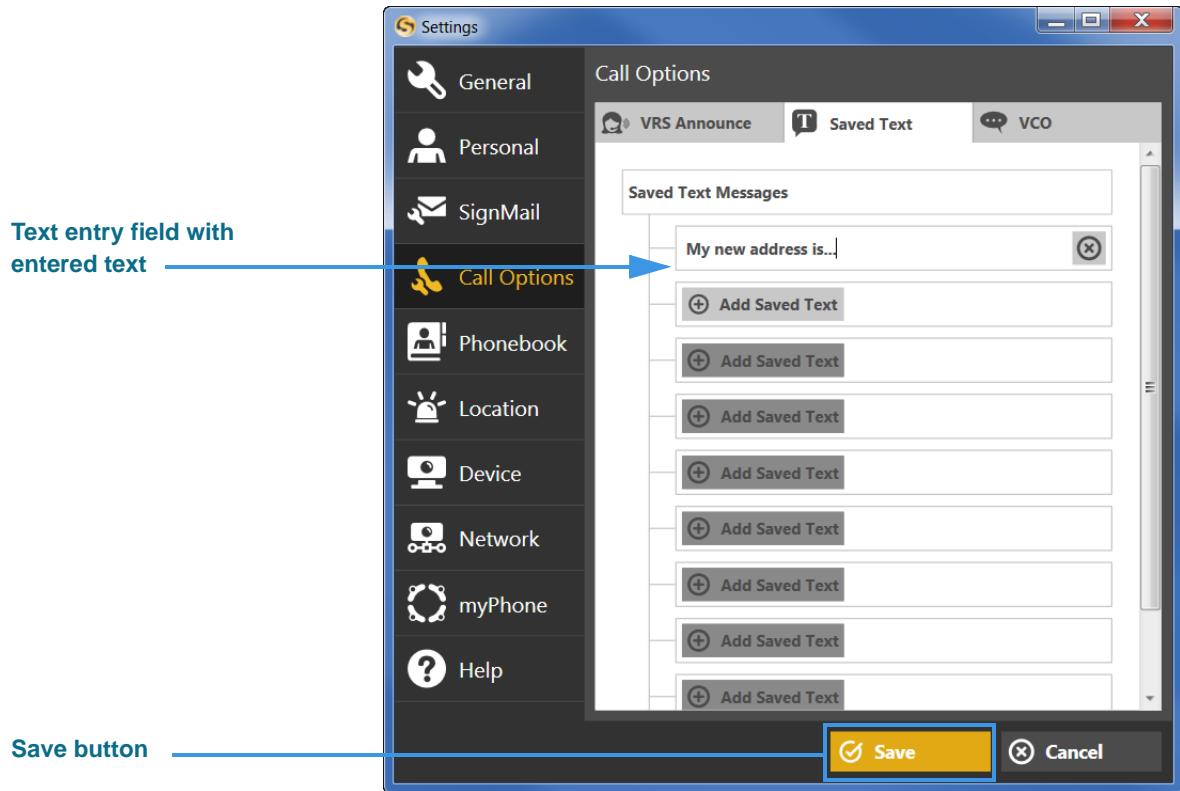 Settings
General
Personal
SignMail
Call Options
Phonebook
Location
Device
Network
myPhone
Help
Call Options
VRS Announce
T Saved Text
VCO
Saved Text Messages
My new address is...
Add Saved Text
Add Saved Text
Add Saved Text
Add Saved Text
Add Saved Text
Add Saved Text
Add Saved Text
Add Saved Text
Save
Cancel
Text entry field with
entered text
Save button